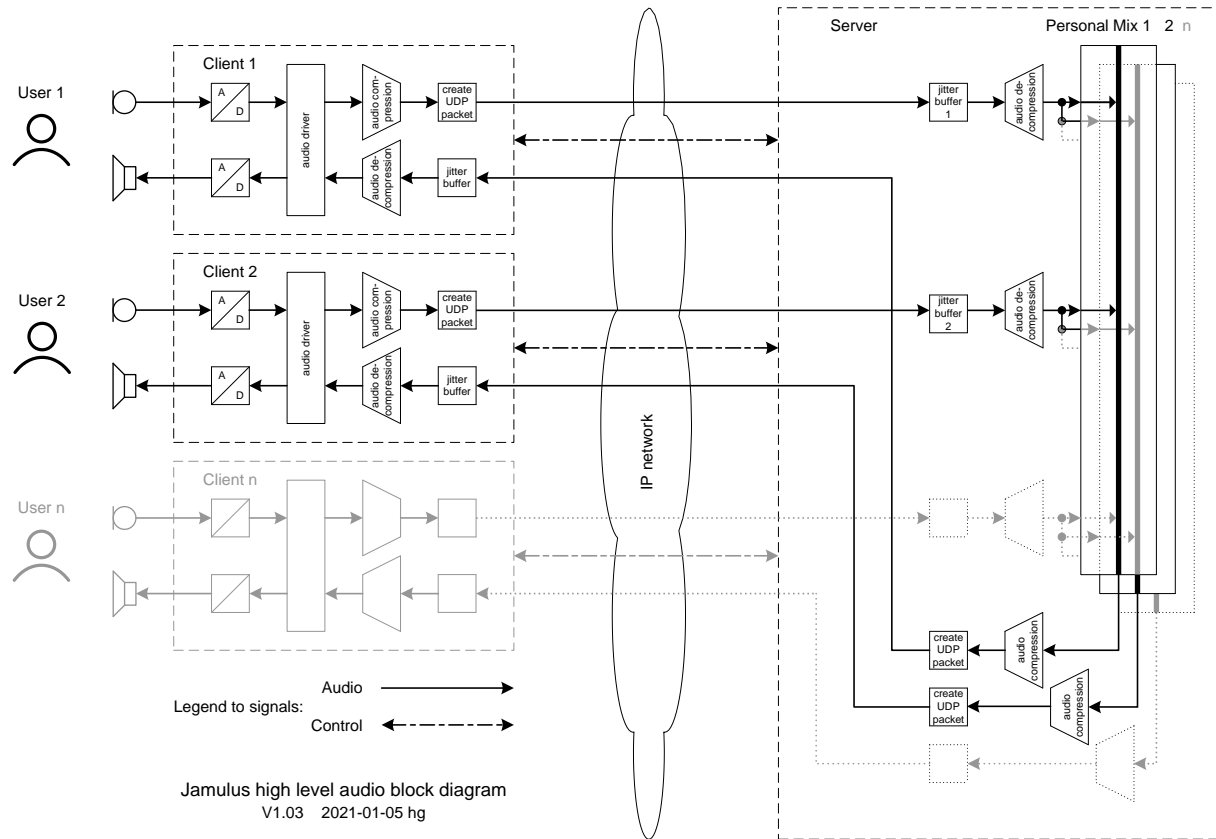 Server
Personal Mix 1 2 n
Client 1
User 1
A
D
audio driver
audio com-
pression
create
UDP
packet
jitter
buffer
1
audio de-
compression
A
D
audio de-
compression
jitter
buffer
Client 2
User 2
A
D
audio driver
audio com-
pression
create
UDP
packet
jitter
buffer
2
audio de-
compression
A
D
audio de-
compression
jitter
buffer
IP network
Client n
User n
create
UDP
packet
audio
compression
create
UDP
packet
audio
compression
Audio
Legend to signals:
Control
Jamulus high level audio block diagram
V1.03 2021-01-05 hg